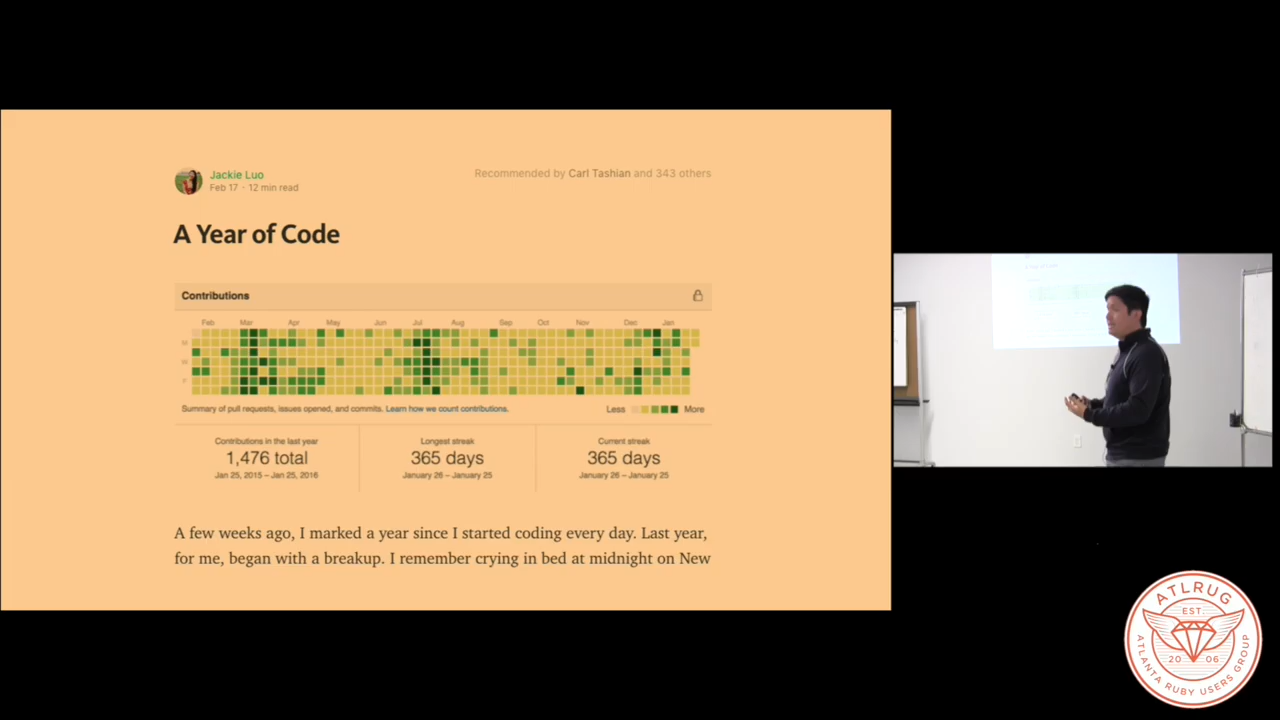 Jackie Luo
Feb 17 · 12 min read
Recommended by Carl Tashian and 343 others
A Year of Code
Contributions
Feb Mar Apr May Jun Jul Aug Sep Oct Nov Dec Jan
M
W
F
Summary of pull requests, issues opened, and commits. Learn how we count contributions.
Less More
Contributions in the last year
1,476 total
Jan 25, 2015 – Jan 25, 2016
Longest streak
365 days
January 26 – January 25
Current streak
365 days
January 26 – January 25
A few weeks ago, I marked a year since I started coding every day. Last year,
for me, began with a breakup. I remember crying in bed at midnight on New
ATLRUG
EST.
20 06
ATLANTA RUBY USERS GROUP